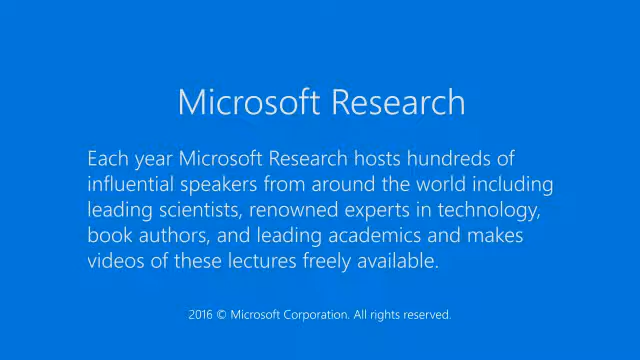 Microsoft Research
Each year Microsoft Research hosts hundreds of
influential speakers from around the world including
leading scientists, renowned experts in technology,
book authors, and leading academics and makes
videos of these lectures freely available.
2016 © Microsoft Corporation. All rights reserved.